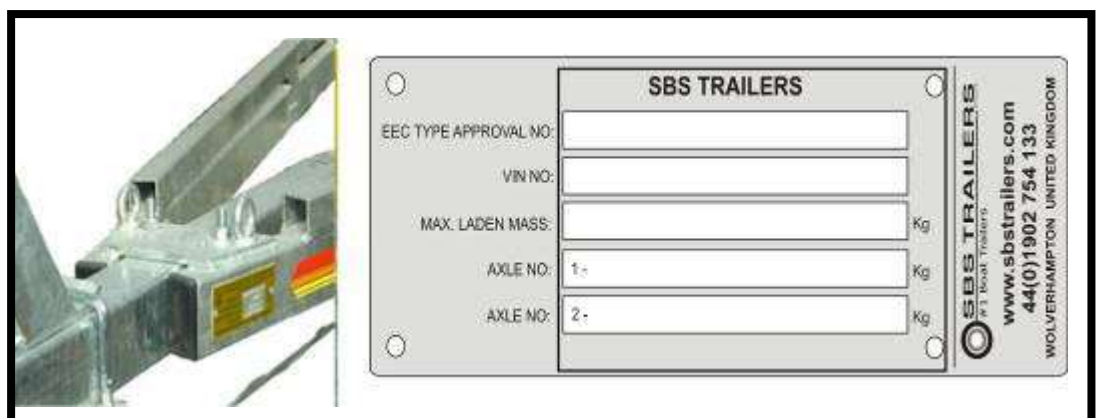 SBS TRAILERS
EEC TYPE APPROVAL NO:
VIN NO:
MAX. LADEN MASS: Kg
AXLE NO: 1 - Kg
AXLE NO: 2 - Kg
SBS TRAILERS
#1 Boat Trailers
www.sbstrailers.com
44(0)1902 754 133
WOLVERHAMPTON UNITED KINGDOM